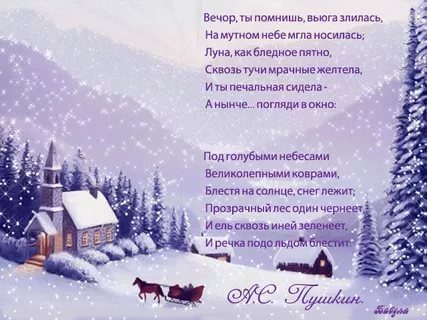 Вечор, ты помнишь, вьюга злилась,
На мутном небе мгла носилась;
Луна, как бледное пятно,
Сквозь тучи мрачные желтела,
И ты печальная сидела -
А нынче... погляди в окно:
Под голубыми небесами
Великолепными коврами,
Блестя на солнце, снег лежит;
Прозрачный лес один чернеет,
И ель сквозь иней зеленеет,
И речка подо льдом блестит.
А.С. Пушкин.
Бабуля